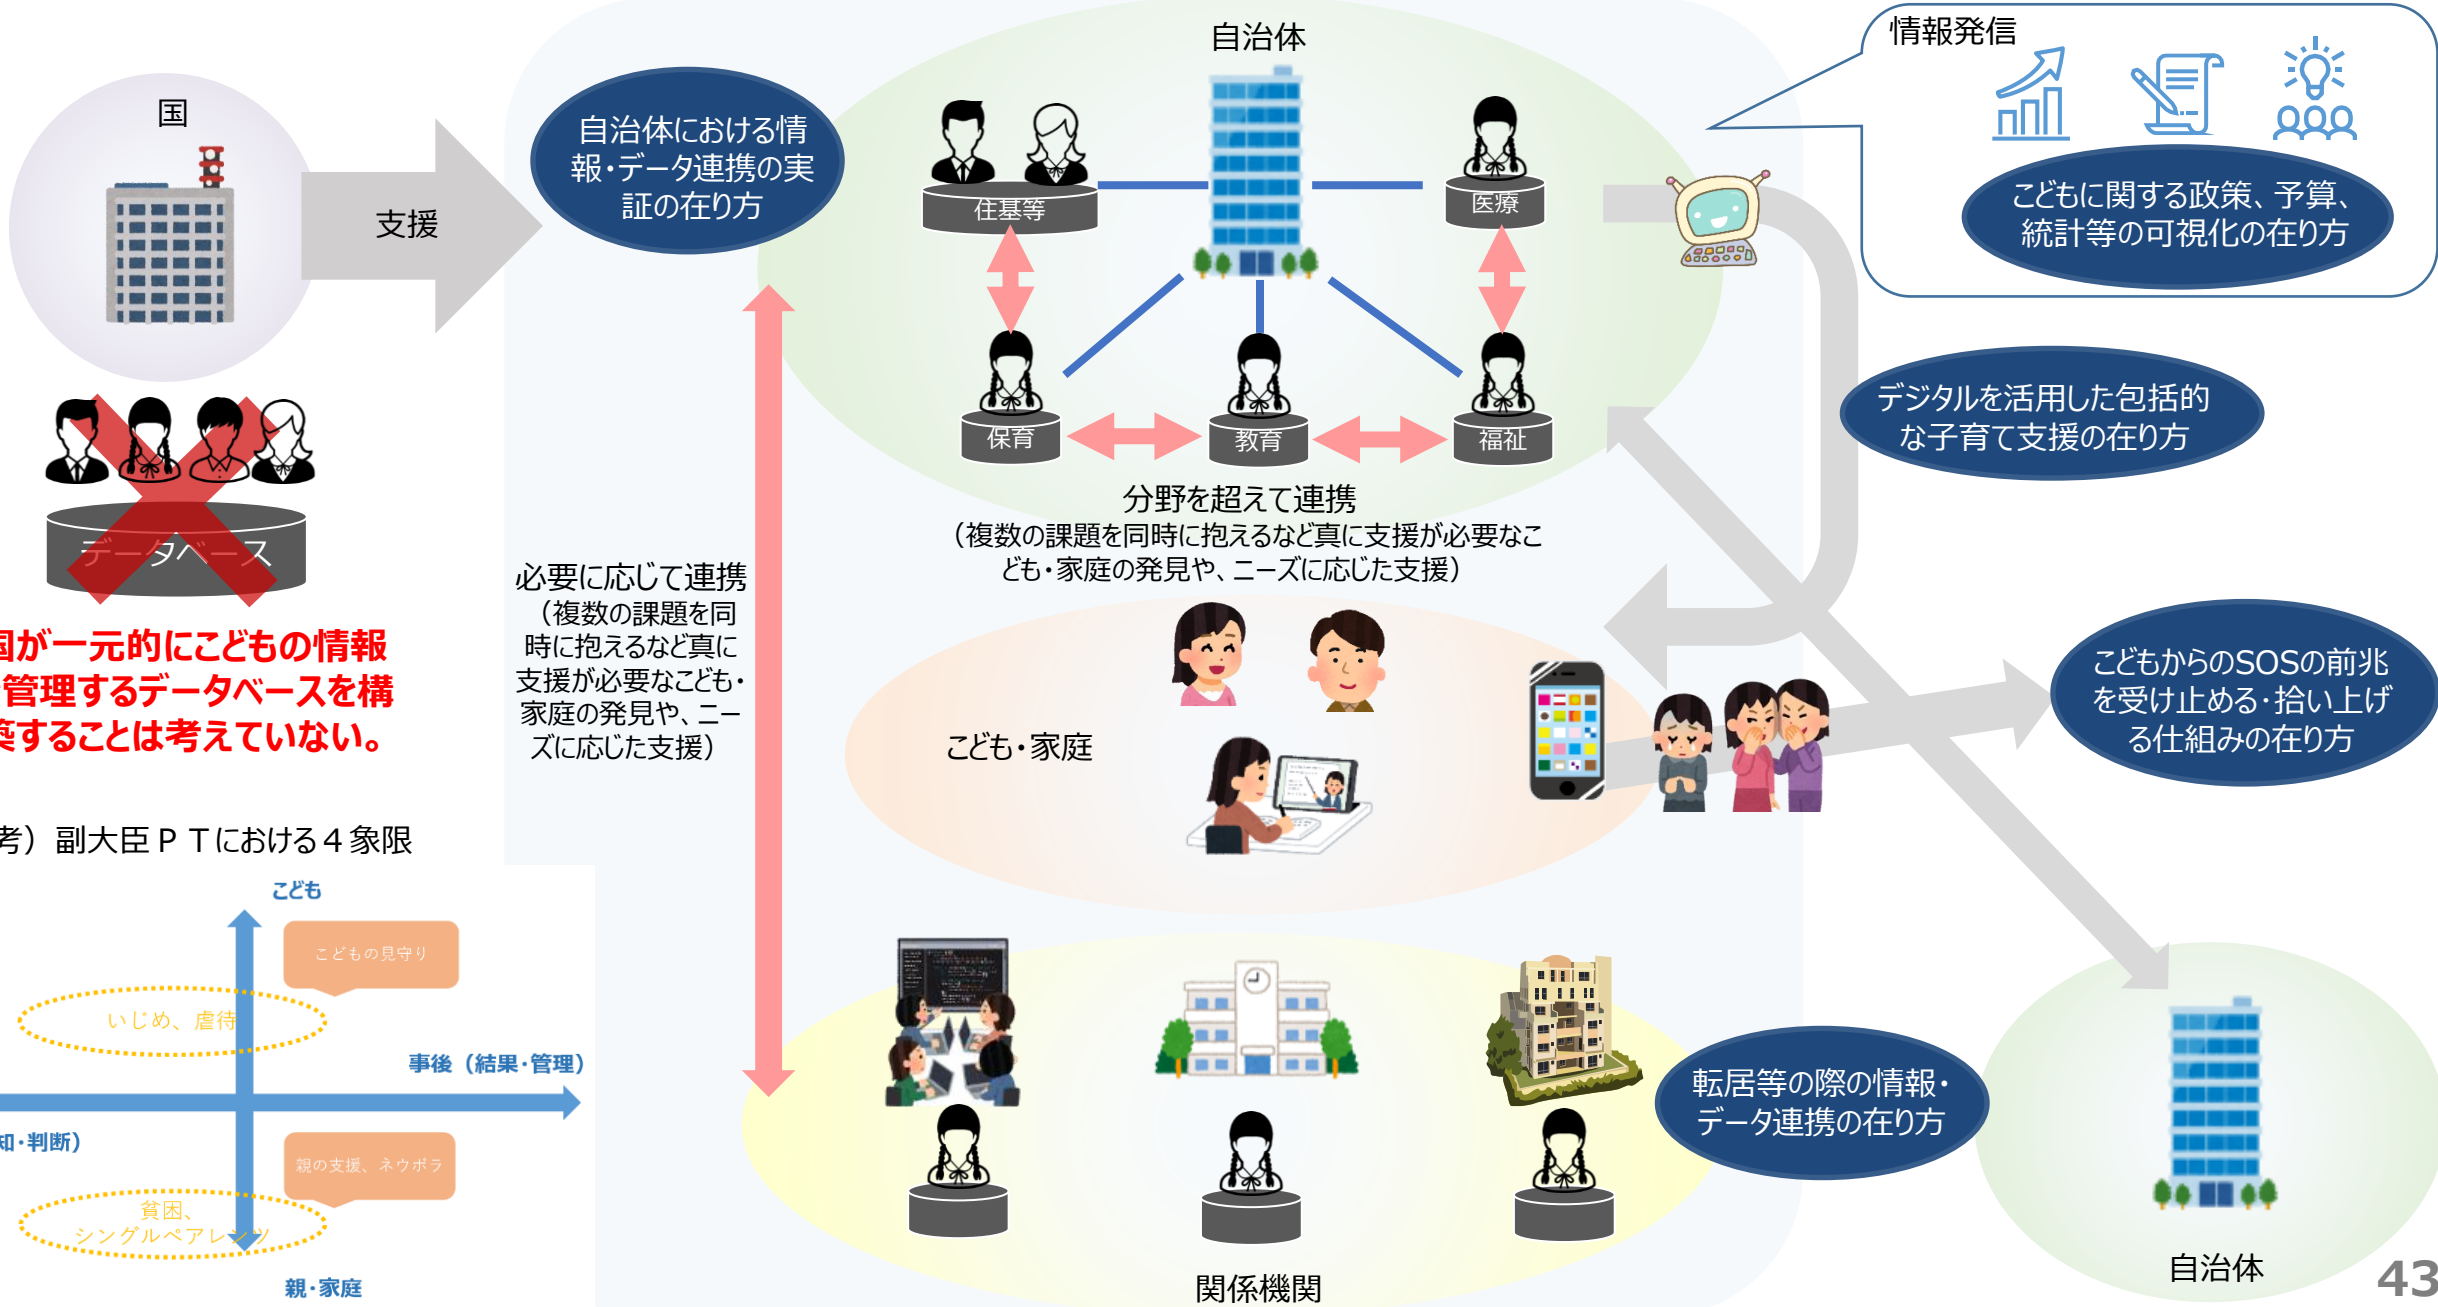 国
支援
データベース
国が一元的にこどもの情報
管理するデータベースを構
築することは考えていない。
考）副大臣ＰＴにおける４象限
こども
こどもの見守り
いじめ、虐待
事後（結果・管理）
知・判断）
親の支援、ネウボラ
貧困、
シングルペアレンツ
親・家庭
自治体における情
報・データ連携の実
証の在り方
必要に応じて連携
（複数の課題を同
時に抱えるなど真に
支援が必要なこども・
家庭の発見や、ニー
ズに応じた支援）
自治体
住基等
医療
保育
教育
福祉
分野を超えて連携
（複数の課題を同時に抱えるなど真に支援が必要なこ
ども・家庭の発見や、ニーズに応じた支援）
こども・家庭
関係機関
情報発信
こどもに関する政策、予算、
統計等の可視化の在り方
デジタルを活用した包括的
な子育て支援の在り方
こどもからのSOSの前兆
を受け止める・拾い上げ
る仕組みの在り方
転居等の際の情報・
データ連携の在り方
自治体
43